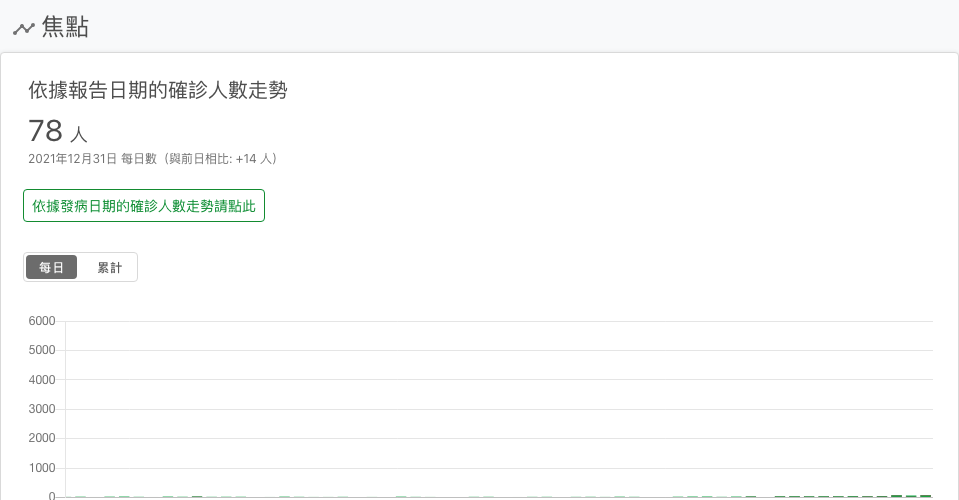 焦點
依據報告日期的確診人數走勢
78 人
2021年12月31日 每日數（與前日相比: +14 人）
依據發病日期的確診人數走勢請點此
每日 累計
6000
5000
4000
3000
2000
1000
0